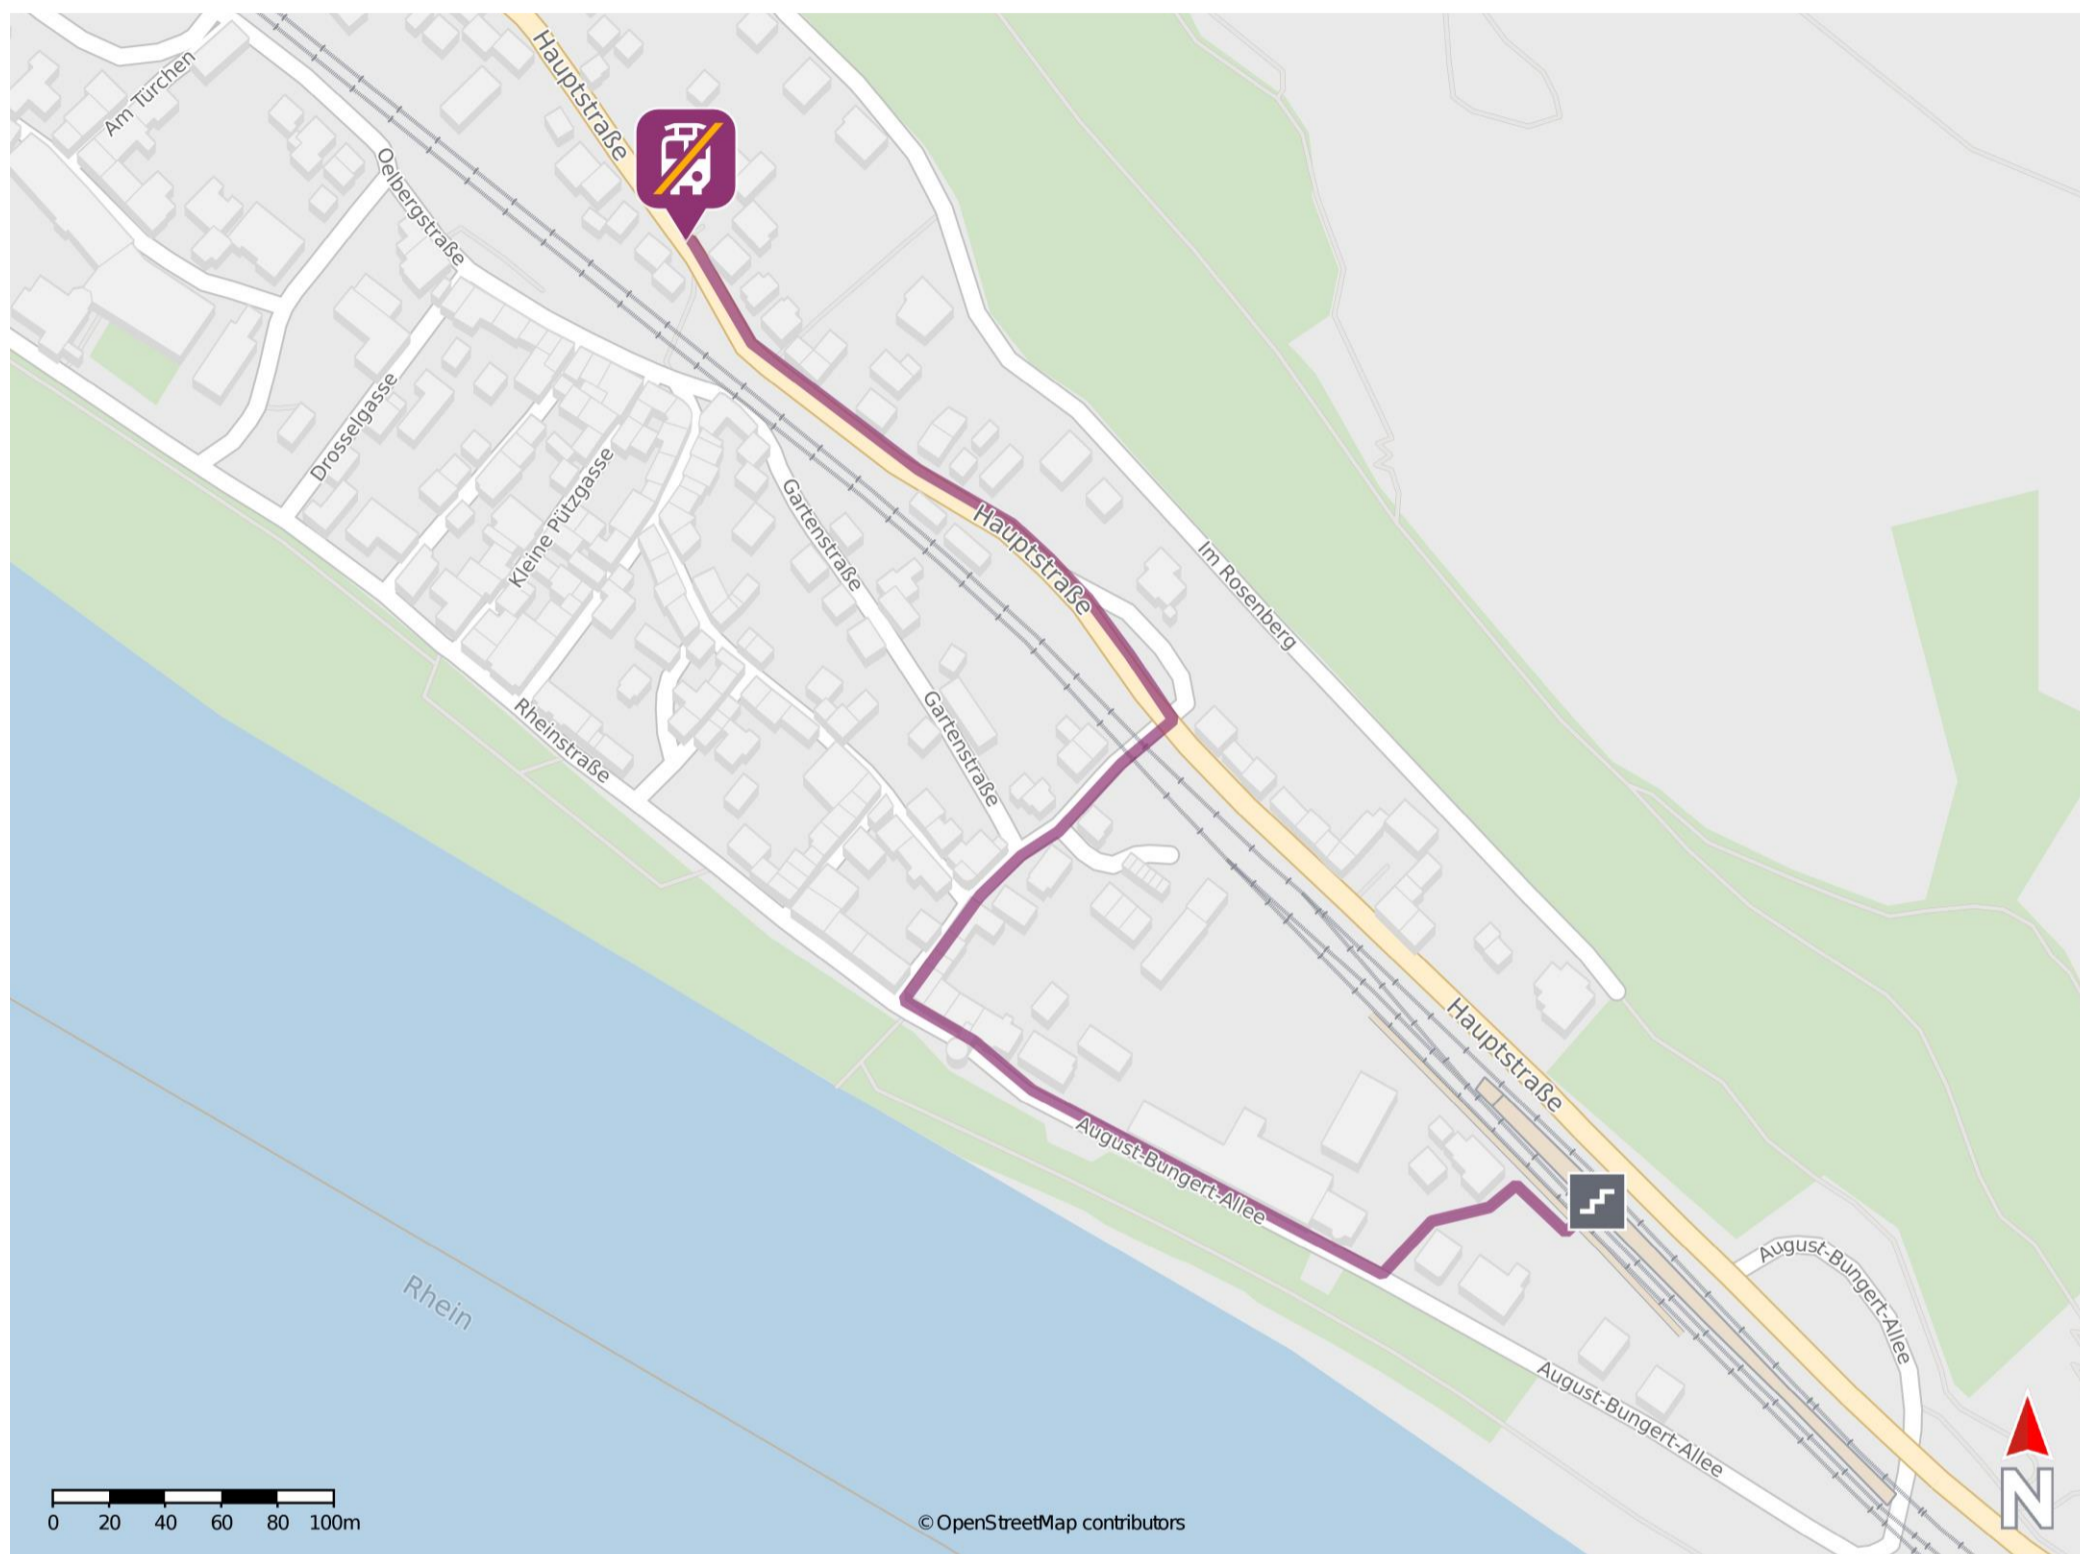 Hauptstraße
Am Türchen
Oelbergstraße
Drosselgasse
Kleine Pützgasse
Gartenstraße
Hauptstraße
Im Rosenberg
Gartenstraße
Rheinstraße
Hauptstraße
August-Bungert-Allee
August-Bungert-Allee
Rhein
August-Bungert-Allee
N
0 20 40 60 80 100m
© OpenStreetMap contributors